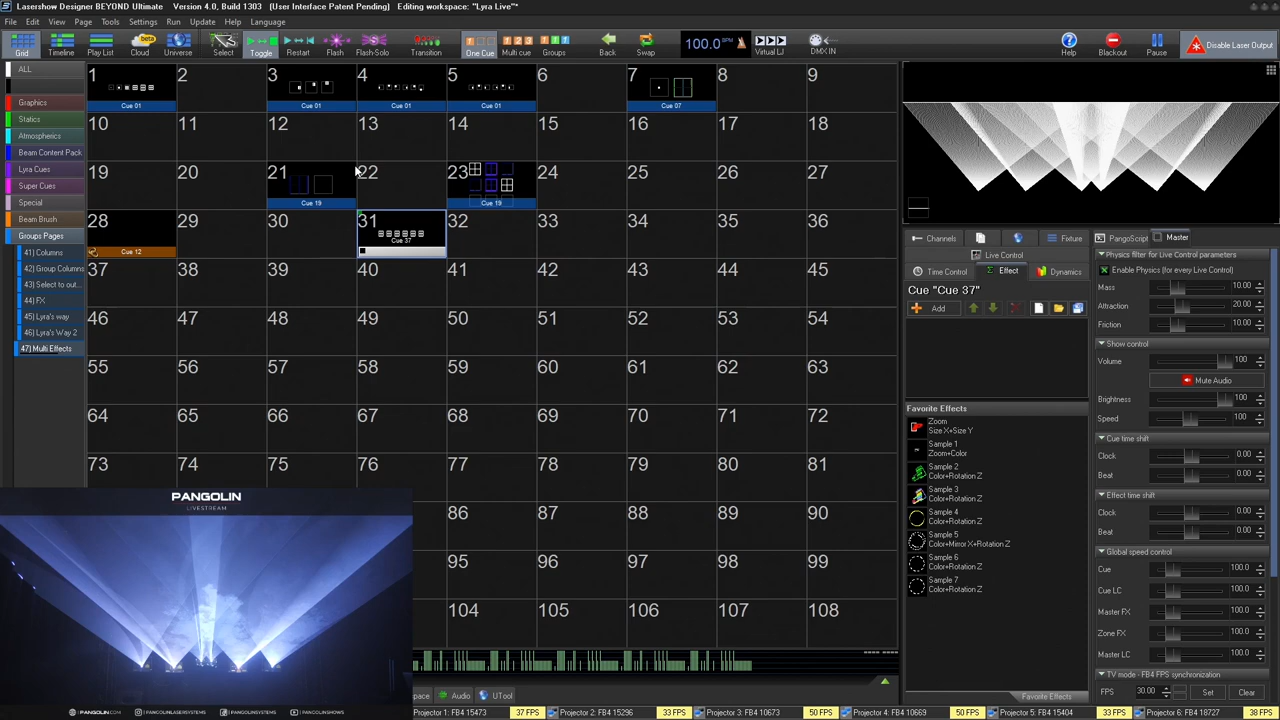 Lasershow Designer BEYOND Ultimate Version 4.0, Build 1303 (User Interface Patent Pending) Editing workspace: "Lyra Live"*
File Edit View Page Tools Settings Run Update Help Language
Grid Timeline Play List Cloud Universe Select Toggle Restart Flash Flash-Solo Transition One Cue Multi cue Groups Back Swap 100.0 BPM Virtual LJ DMX IN Help Blackout Pause Disable Laser Output
ALL
Graphics
Statics
Atmospherics
Beam Content Pack
Lyra Cues
Super Cues
Special
Beam Brush
Groups Pages
41) Columns
42) Group Columns
43) Select to out...
44) FX
45) Lyra's way
46) Lyra's Way 2
47) Multi Effects
1 2 3 4 5 6 7 8 9
Cue 01 Cue 01 Cue 01 Cue 01 Cue 07
10 11 12 13 14 15 16 17 18
19 20 21 22 23 24 25 26 27
Cue 19 Cue 19
28 29 30 31 32 33 34 35 36
Cue 12 Cue 37
37 38 39 40 41 42 43 44 45
46 47 48 49 50 51 52 53 54
55 56 57 58 59 60 61 62 63
64 65 66 67 68 69 70 71 72
73 74 75 76 77 78 79 80 81
86 87 88 89 90
95 96 97 98 99
104 105 106 107 108
PANGOLIN
LIVESTREAM
PANGOLIN.COM PANGOLINLASERSYSTEMS PANGOLINSYSTEMS PANGOLINSHOWS
Channels Fixture
Live Control
Time Control Effect Dynamics
Cue "Cue 37"
Add
Favorite Effects
Zoom
Size X+Size Y
Sample 1
Zoom+Color
Sample 2
Color+Rotation Z
Sample 3
Color+Rotation Z
Sample 4
Color+Rotation Z
Sample 5
Color+Mirror X+Rotation Z
Sample 6
Color+Rotation Z
Sample 7
Color+Rotation Z
Favorite Effects
PangoScript Master
Physics filter for Live Control parameters
Enable Physics (for every Live Control)
Mass 10.00
Attraction 20.00
Friction 10.00
Show control
Volume 100
Mute Audio
Brightness 100
Speed 100
Cue time shift
Clock 0.00
Beat 0.00
Effect time shift
Clock 0.00
Beat 0.00
Global speed control
Cue 100.0
Cue LC 100.0
Master FX 100.0
Zone FX 100.0
Master LC 100.0
TV mode - FB4 FPS synchronization
FPS 30.00 Set Clear
space Audio UTool
Projector 1: FB4 15473 37 FPS Projector 2: FB4 15296 33 FPS Projector 3: FB4 10673 50 FPS Projector 4: FB4 10669 50 FPS Projector 5: FB4 15404 33 FPS Projector 6: FB4 18727 38 FPS